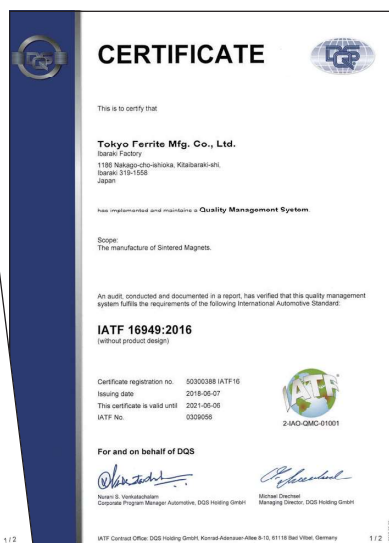 DQS
CERTIFICATE
DQS
This is to certify that
Tokyo Ferrite Mfg. Co., Ltd.
Ibaraki Factory
1186 Nakago-cho-ishioka, Kitaibaraki-shi,
Ibaraki 319-1558
Japan
has implemented and maintains a Quality Management System.
Scope:
The manufacture of Sintered Magnets.
An audit, conducted and documented in a report, has verified that this quality management
system fulfills the requirements of the following International Automotive Standard:
IATF 16949:2016
(without product design)
Certificate registration no. 50300388 IATF16
Issuing date 2018-06-07
This certificate is valid until 2021-06-06
IATF No. 0309056
IATF
2-IAO-QMC-01001
For and on behalf of DQS
Nurani S. Venkatachalam
Corporate Program Manager Automotive, DQS Holding GmbH
Michael Drechsel
Managing Director, DQS Holding GmbH
1 / 2
IATF Contract Office: DQS Holding GmbH, Konrad-Adenauer-Allee 8-10, 61118 Bad Vilbel, Germany
1 / 2